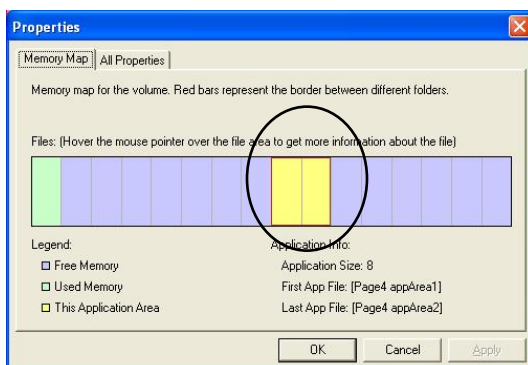 Properties
Memory Map
All Properties
Memory map for the volume. Red bars represent the border between different folders.
Files: (Hover the mouse pointer over the file area to get more information about the file)
Legend:
Free Memory
Used Memory
This Application Area
Application Info:
Application Size: 8
First App File: [Page4 appArea1]
Last App File: [Page4 appArea2]
OK
Cancel
Apply